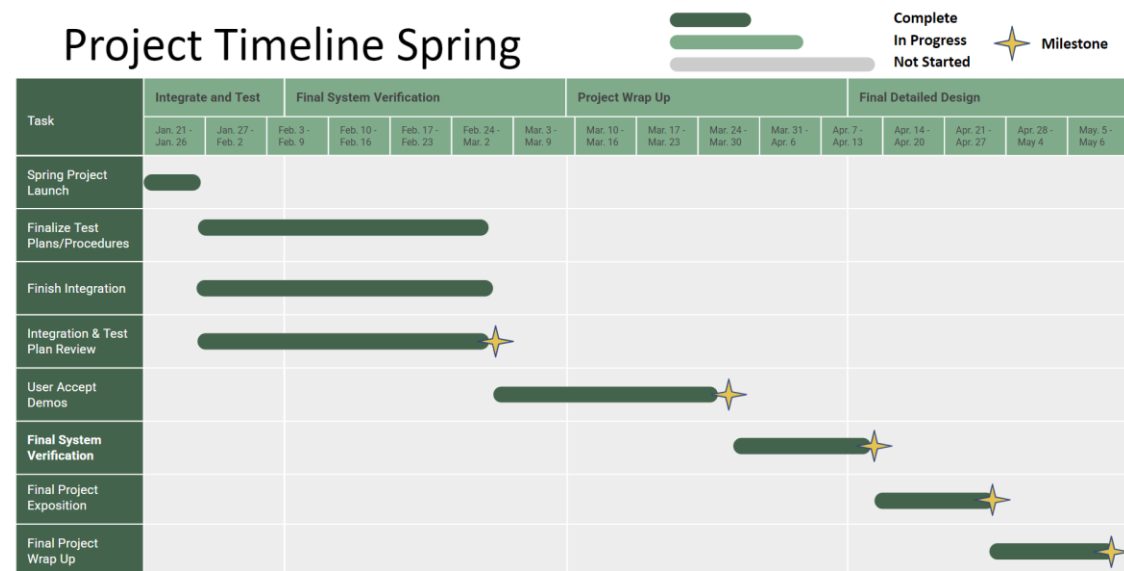 Project Timeline Spring
Complete
In Progress
Not Started
Milestone
Task
Integrate and Test
Final System Verification
Project Wrap Up
Final Detailed Design
Jan. 21 -
Jan. 26
Jan. 27 -
Feb. 2
Feb. 3 -
Feb. 9
Feb. 10 -
Feb. 16
Feb. 17 -
Feb. 23
Feb. 24 -
Mar. 2
Mar. 3 -
Mar. 9
Mar. 10 -
Mar. 16
Mar. 17 -
Mar. 23
Mar. 24 -
Mar. 30
Mar. 31 -
Apr. 6
Apr. 7 -
Apr. 13
Apr. 14 -
Apr. 20
Apr. 21 -
Apr. 27
Apr. 28 -
May 4
May. 5 -
May 6
Spring Project
Launch
Finalize Test
Plans/Procedures
Finish Integration
Integration & Test
Plan Review
User Accept
Demos
Final System
Verification
Final Project
Exposition
Final Project
Wrap Up